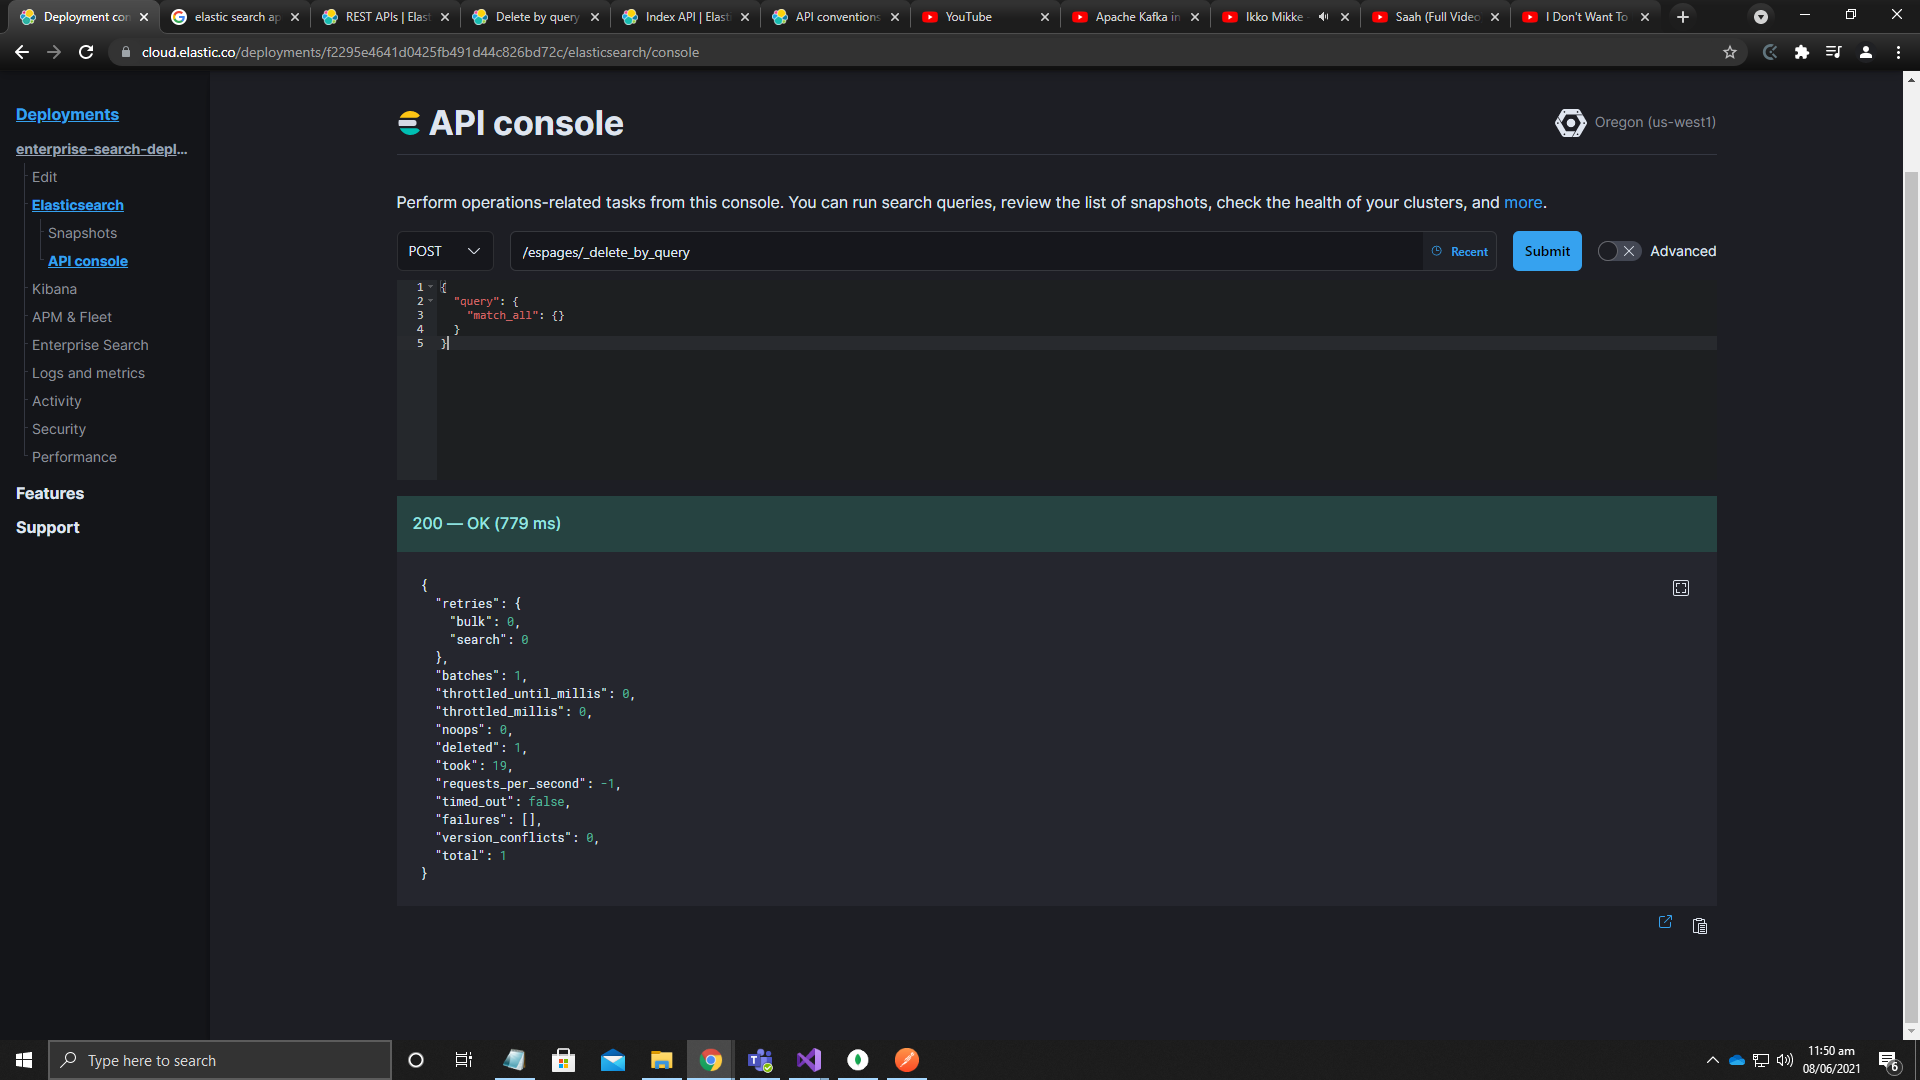 Deployment con
elastic search ap
REST APIs | Elast
Delete by query
Index API | Elasti
API conventions
YouTube
Apache Kafka in
Ikko Mikke -
Saah (Full Video
I Don't Want To
cloud.elastic.co/deployments/f2295e4641d0425fb491d44c826bd72c/elasticsearch/console
Deployments
enterprise-search-depl...
Edit
Elasticsearch
Snapshots
API console
Kibana
APM & Fleet
Enterprise Search
Logs and metrics
Activity
Security
Performance
Features
Support
API console
Oregon (us-west1)
Perform operations-related tasks from this console. You can run search queries, review the list of snapshots, check the health of your clusters, and more.
POST
/espages/_delete_by_query
Recent
Submit
Advanced
1 {
2 "query": {
3 "match_all": {}
4 }
5 }
200 — OK (779 ms)
{
"retries": {
"bulk": 0,
"search": 0
},
"batches": 1,
"throttled_until_millis": 0,
"throttled_millis": 0,
"noops": 0,
"deleted": 1,
"took": 19,
"requests_per_second": -1,
"timed_out": false,
"failures": [],
"version_conflicts": 0,
"total": 1
}
Type here to search
11:50 am
08/06/2021
6